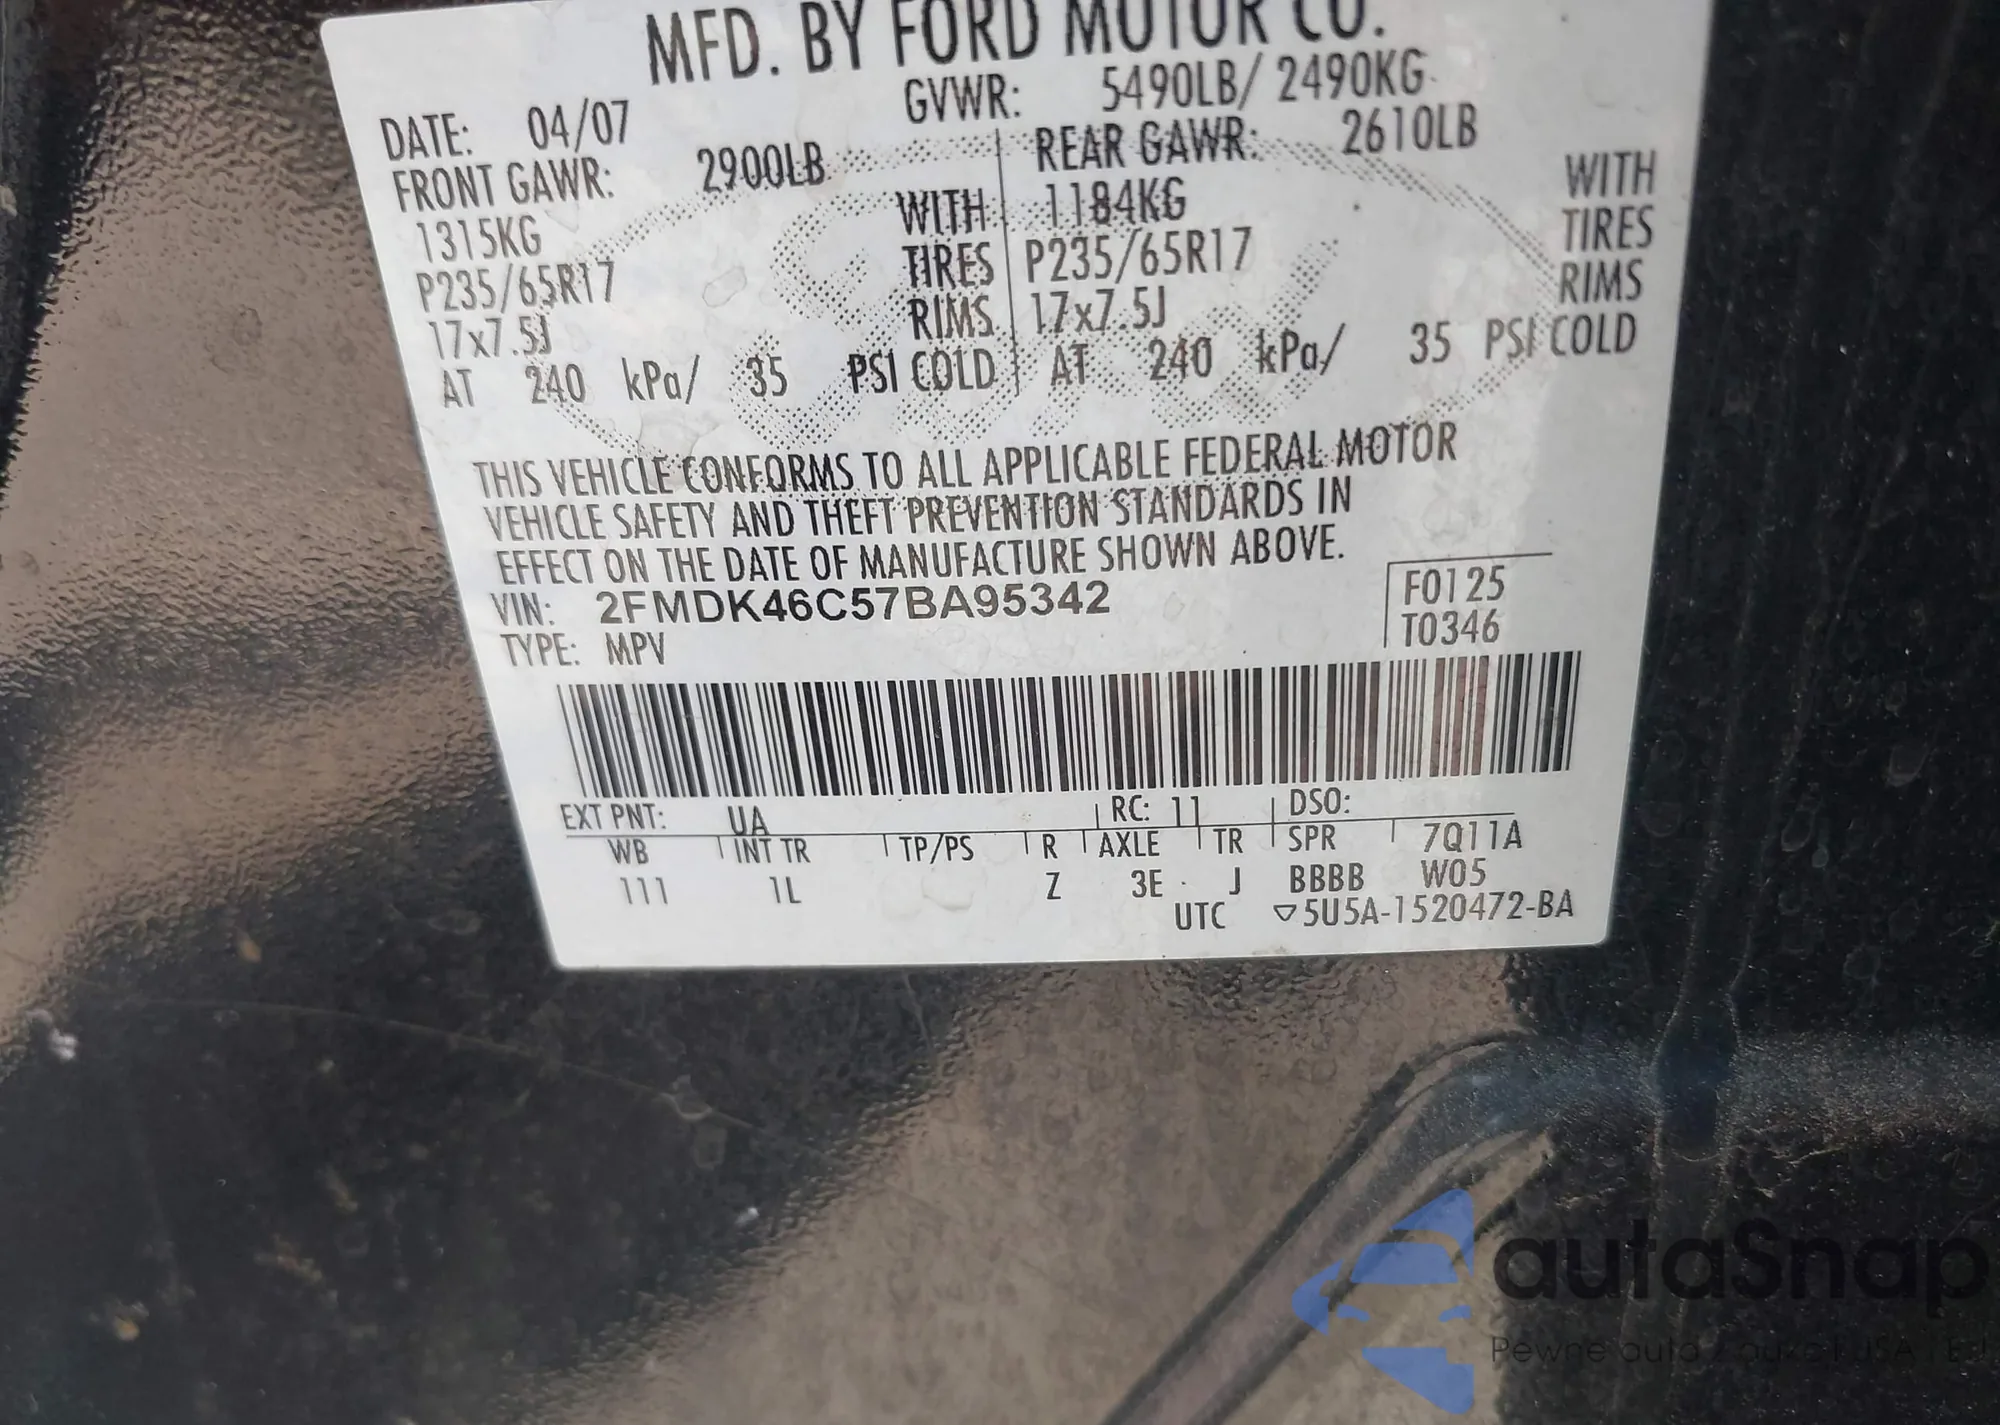 MFD. BY FORD MOTOR CO.
DATE: 04/07 GVWR: 5490LB/ 2490KG
FRONT GAWR: 2900LB REAR GAWR: 2610LB
1315KG WITH 1184KG WITH
P235/65R17 TIRES P235/65R17 TIRES
17x7.5J RIMS 17x7.5J RIMS
AT 240 kPa/ 35 PSI COLD AT 240 kPa/ 35 PSI COLD
THIS VEHICLE CONFORMS TO ALL APPLICABLE FEDERAL MOTOR
VEHICLE SAFETY AND THEFT PREVENTION STANDARDS IN
EFFECT ON THE DATE OF MANUFACTURE SHOWN ABOVE.
VIN: 2FMDK46C57BA95342 F0125
TYPE: MPV T0346
EXT PNT: UA RC: 11 DSO:
WB INT TR TP/PS R AXLE TR SPR 7Q11A
111 1L Z 3E J BBBB W05
UTC ▽5U5A-1520472-BA
autaSnap
Pewne auta z aukcji USA